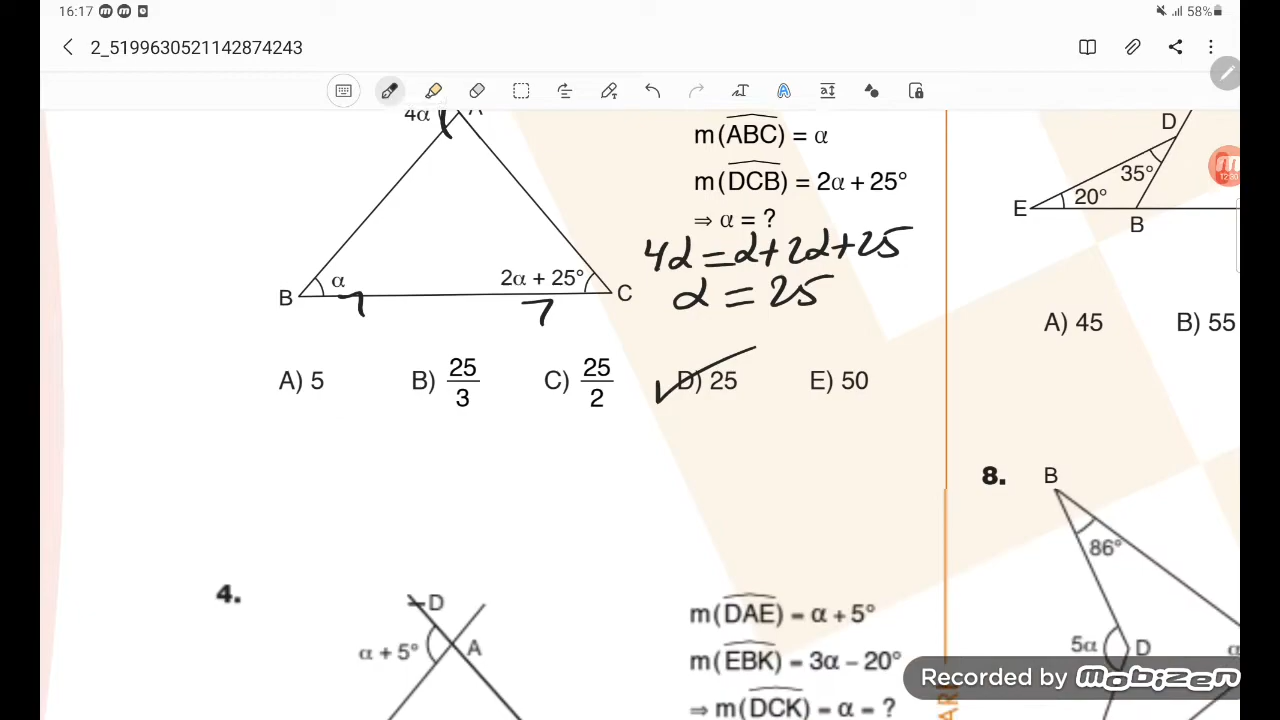 16:17
58%
2_5199630521142874243
4α
m(ABC) = α
m(DCB) = 2α + 25°
⇒ α = ?
4α = α + 2α + 25
α = 25
B
α
2α + 25°
C
A) 5 B) 25/3 C) 25/2 D) 25 E) 50
4.
D
α + 5°
A
m(DAE) = α + 5°
m(EBK) = 3α − 20°
⇒ m(DCK) = α = ?
D
35°
20°
E
B
A) 45 B) 55
8. B
86°
5α
D
Recorded by mobizen